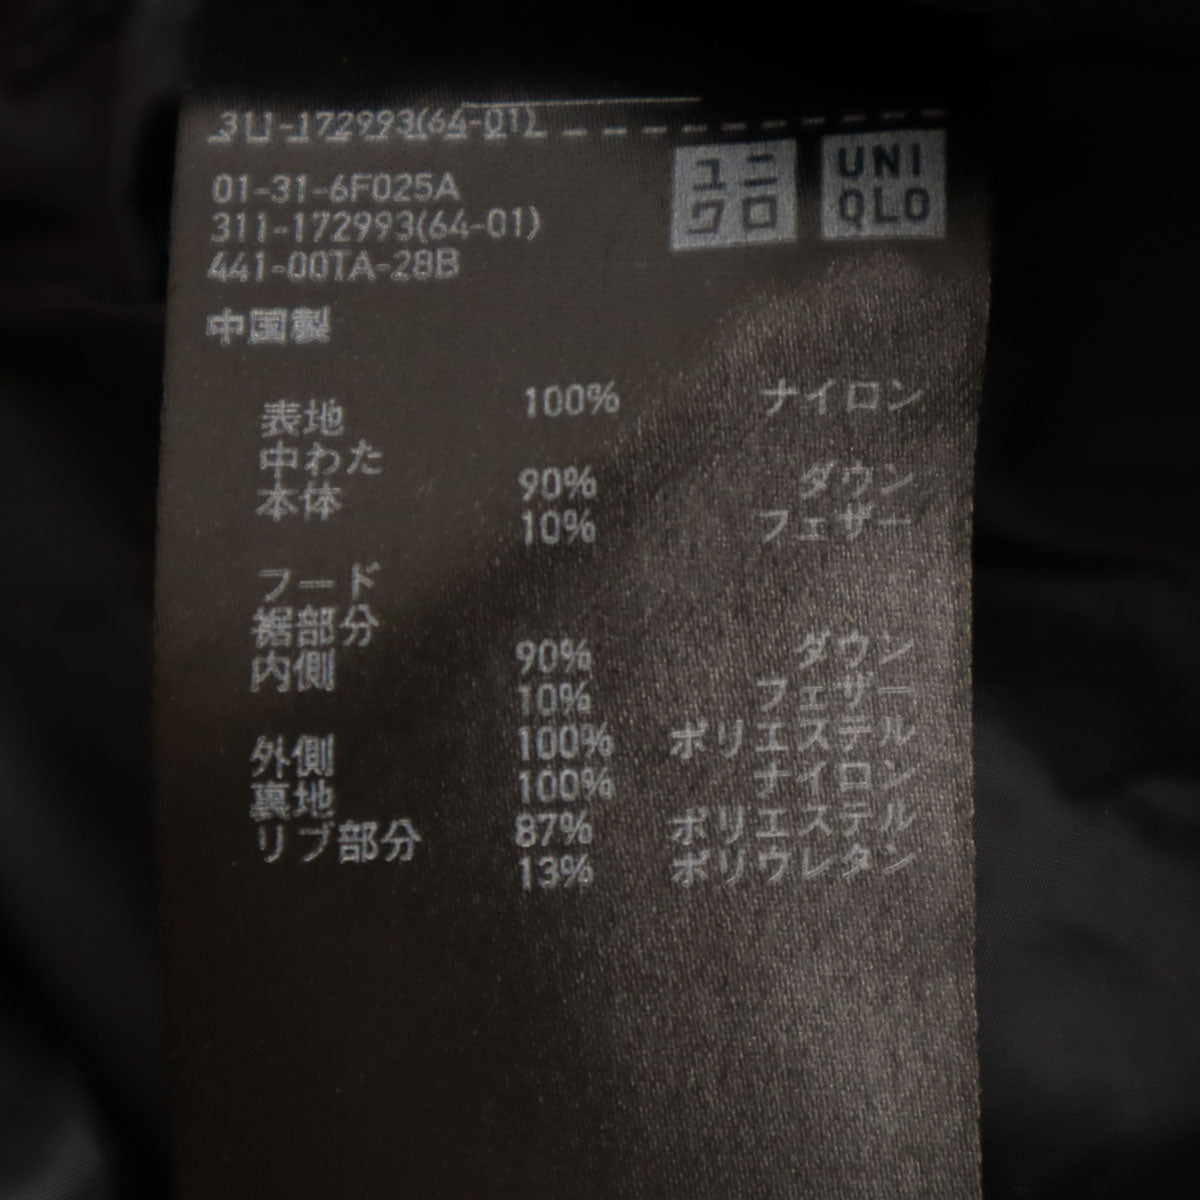 311-172993(64-01)
ユニクロ
UNIQLO
01-31-6F025A
311-172993(64-01)
441-00TA-28B
中国製
表地 100% ナイロン
中わた
本体 90% ダウン
10% フェザー
フード
裾部分
内側 90% ダウン
10% フェザー
外側 100% ポリエステル
裏地 100% ナイロン
リブ部分 87% ポリエステル
13% ポリウレタン